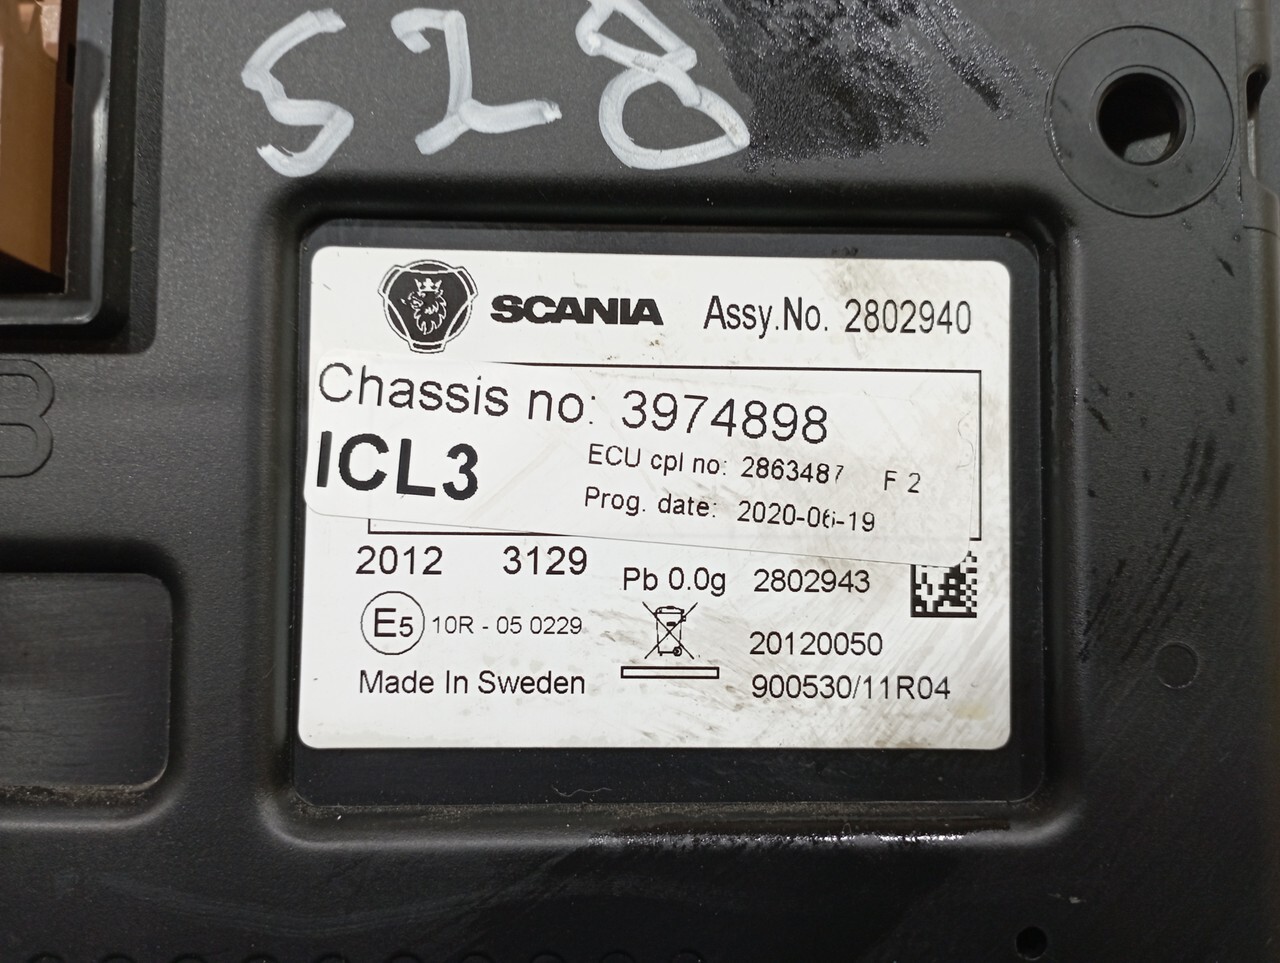 528
SCANIA Assy.No. 2802940
Chassis no: 3974898
ICL3
ECU cpl no: 2863487 F 2
Prog. date: 2020-06-19
2012 3129
Pb 0.0g 2802943
E5 10R - 05 0229
20120050
Made In Sweden
900530/11R04
B